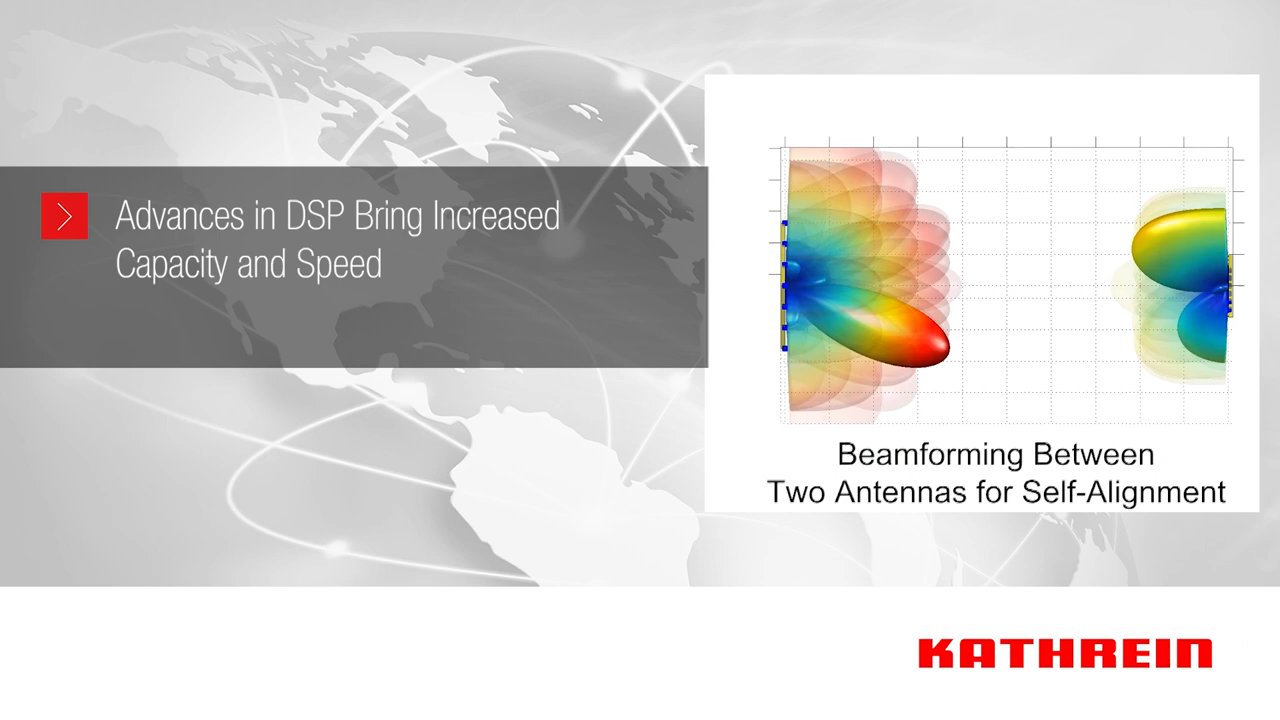 Advances in DSP Bring Increased
Capacity and Speed
Beamforming Between
Two Antennas for Self-Alignment
KATHREIN